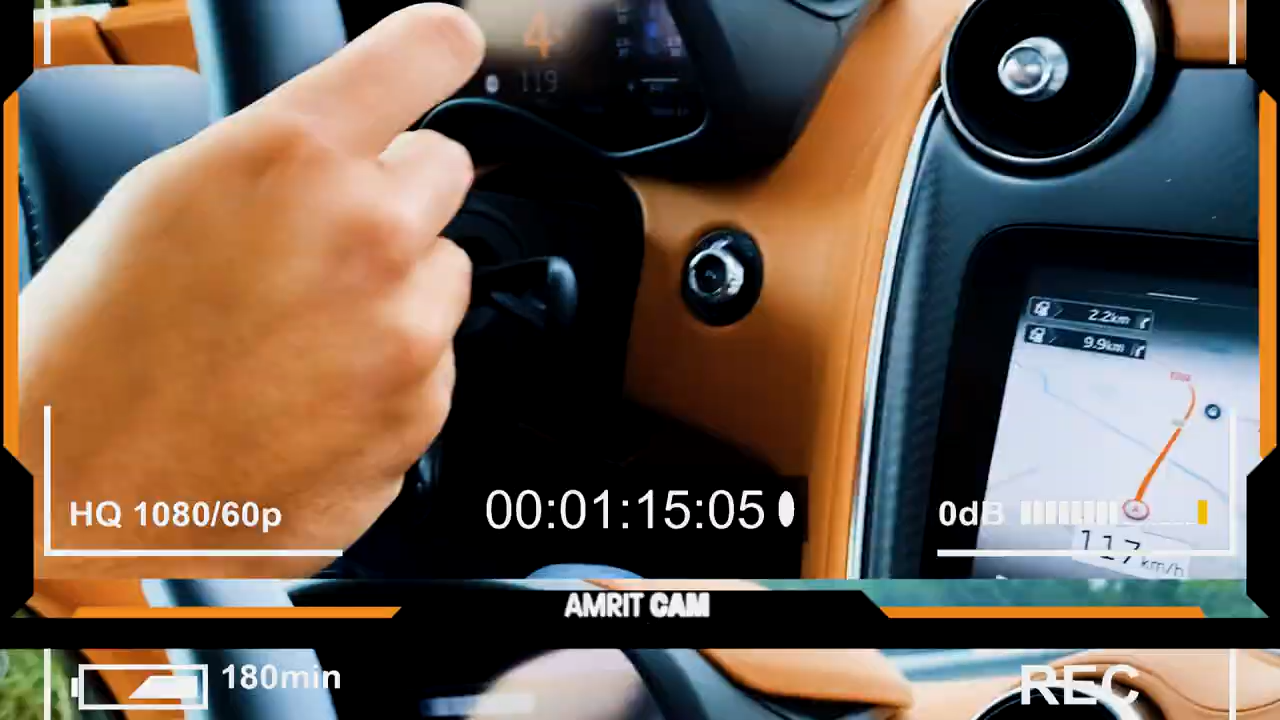 4
119
2.2km
9.9km
HQ 1080/60p
00:01:15:05
0dB
117 km/h
AMRIT CAM
180min
REC